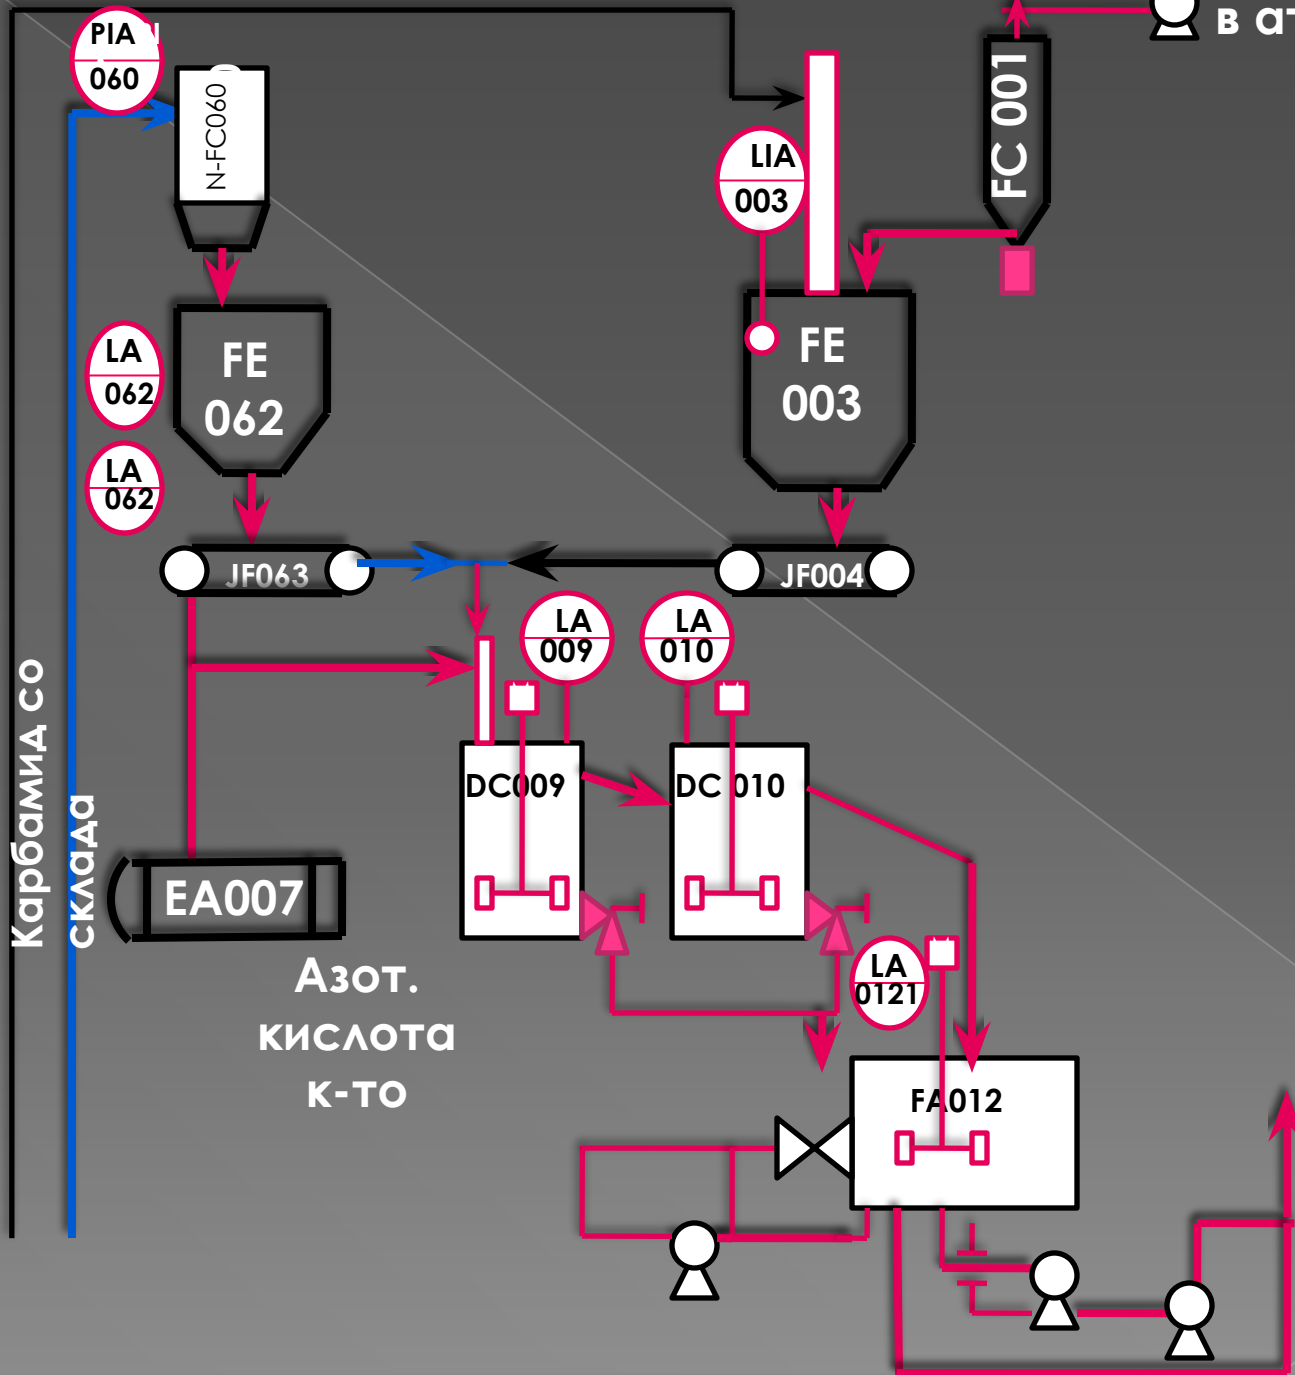 PIA
060
N-FC060
в
FC 001
LIA
003
LA
062
LA
062
FE
062
FE
003
JF063
JF004
LA
009
LA
010
DC009
DC 010
Карбамид со
склада
EA007
Азот.
кислота
к-то
LA
0121
FA012